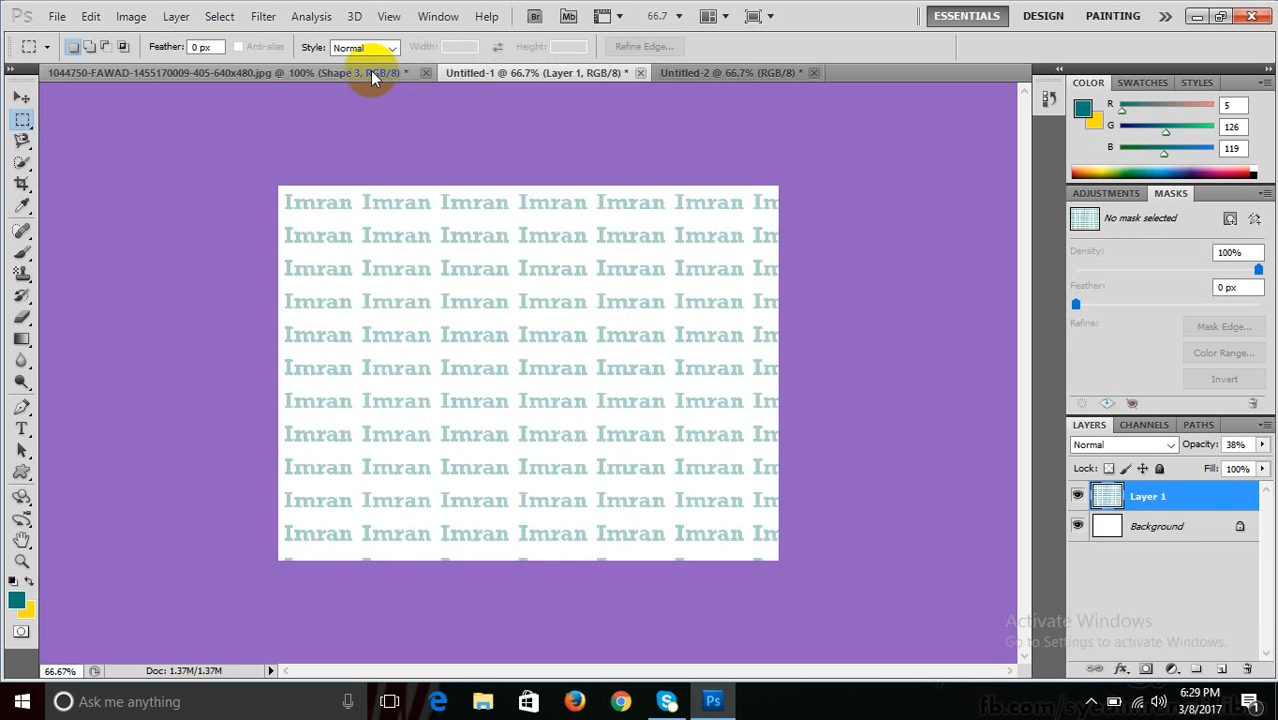 Ps File Edit Image Layer Select Filter Analysis 3D View Window Help Br Mb 66.7 ESSENTIALS DESIGN PAINTING
Feather: 0 px Anti-alias Style: Normal Width: Height: Refine Edge...
1044750-FAWAD-1455170009-405-640x480.jpg @ 100% (Shape 3, RGB/8) * Untitled-1 @ 66.7% (Layer 1, RGB/8) * Untitled-2 @ 66.7% (RGB/8) *
COLOR SWATCHES STYLES
R 5
G 126
B 119
ADJUSTMENTS MASKS
No mask selected
Density: 100%
Feather: 0 px
Refine: Mask Edge...
Color Range...
Invert
LAYERS CHANNELS PATHS
Normal Opacity: 38%
Lock: Fill: 100%
Layer 1
Background
Imran Imran Imran Imran Imran Imran Im
Imran Imran Imran Imran Imran Imran Im
Imran Imran Imran Imran Imran Imran Im
Imran Imran Imran Imran Imran Imran Im
Imran Imran Imran Imran Imran Imran Im
Imran Imran Imran Imran Imran Imran Im
Imran Imran Imran Imran Imran Imran Im
Imran Imran Imran Imran Imran Imran Im
Imran Imran Imran Imran Imran Imran Im
Imran Imran Imran Imran Imran Imran Im
Imran Imran Imran Imran Imran Imran Im
Activate Windows
Go to Settings to activate Windows.
66.67% Doc: 1.37M/1.37M
Ask me anything
6:29 PM
3/8/2017